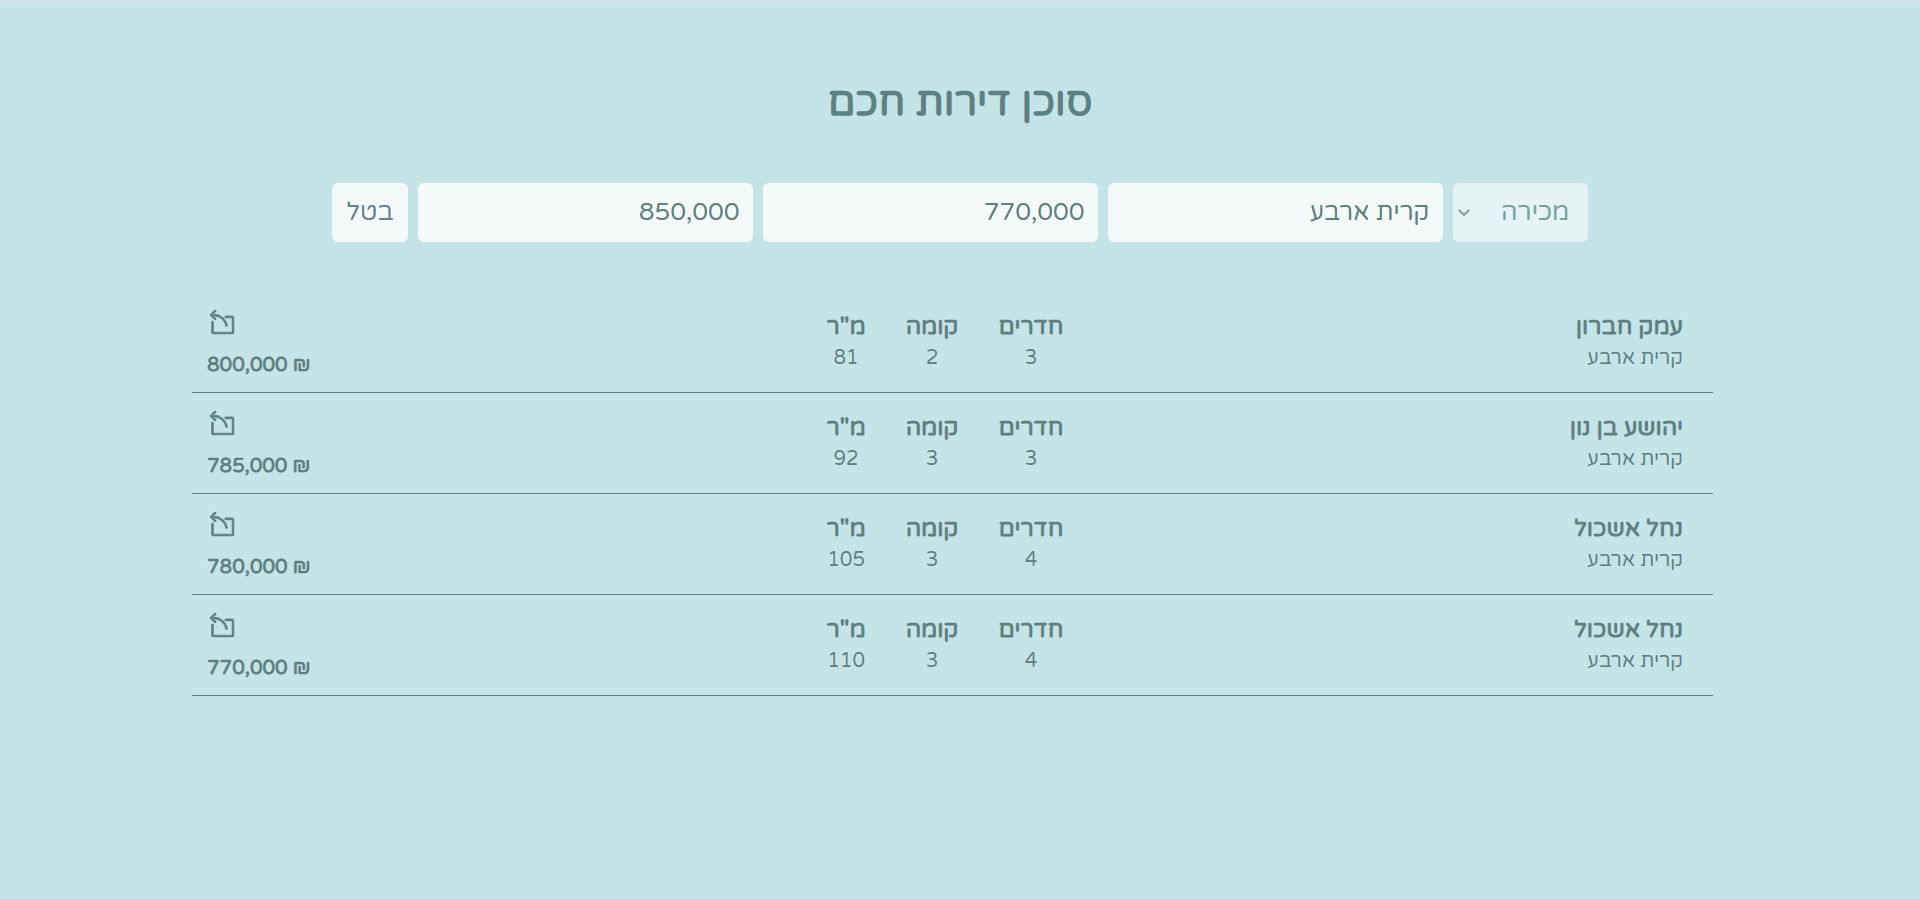 סוכן דירות חכם
מכירה קרית ארבע 770,000 850,000 בטל
עמק חברון חדרים קומה מ"ר
קרית ארבע 3 2 81
800,000 ₪
יהושע בן נון חדרים קומה מ"ר
קרית ארבע 3 3 92
785,000 ₪
נחל אשכול חדרים קומה מ"ר
קרית ארבע 4 3 105
780,000 ₪
נחל אשכול חדרים קומה מ"ר
קרית ארבע 4 3 110
770,000 ₪